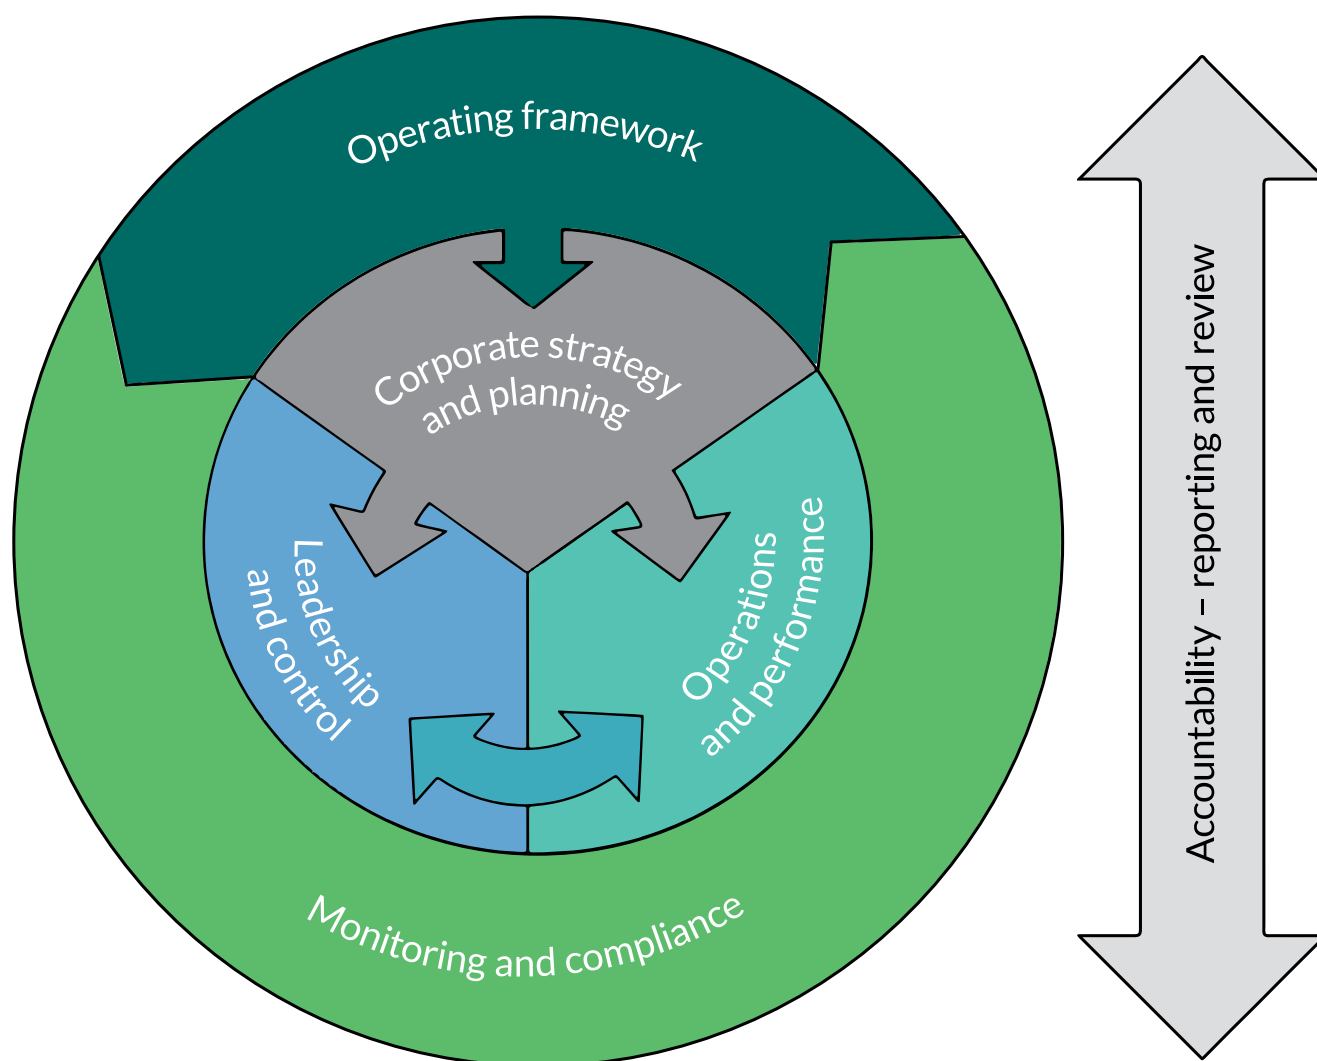 Operating framework
Corporate strategy
and planning
Leadership
and control
Operations
and performance
Monitoring and compliance
Accountability – reporting and review